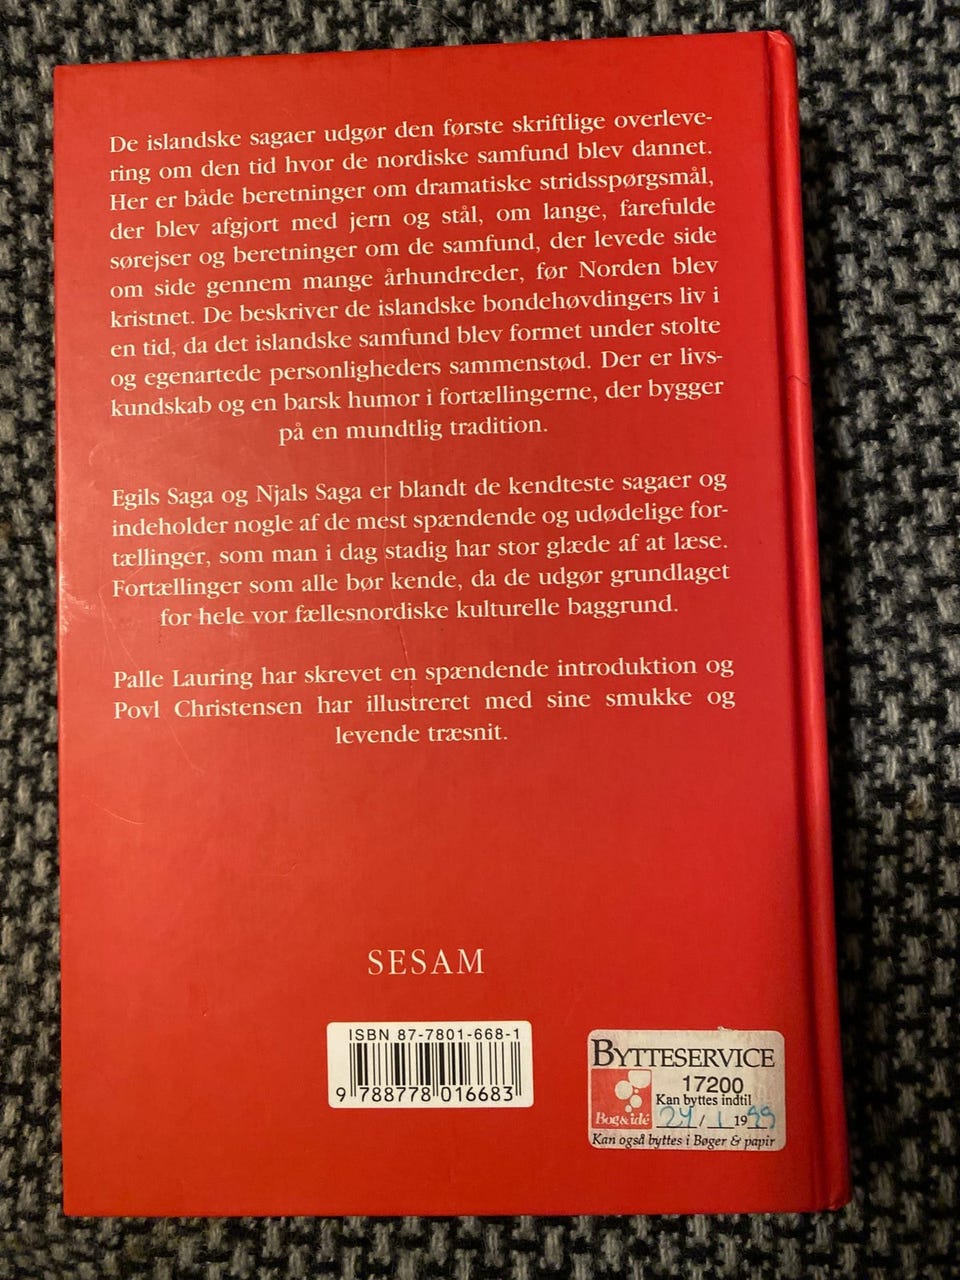 De islandske sagaer udgør den første skriftlige overleve-
ring om den tid hvor de nordiske samfund blev dannet.
Her er både beretninger om dramatiske stridsspørgsmål,
der blev afgjort med jern og stål, om lange, farefulde
sørejser og beretninger om de samfund, der levede side
om side gennem mange århundreder, før Norden blev
kristnet. De beskriver de islandske bondehøvdingers liv i
en tid, da det islandske samfund blev formet under stolte
og egenartede personligheders sammenstød. Der er livs-
kundskab og en barsk humor i fortællingerne, der bygger
på en mundtlig tradition.
Egils Saga og Njals Saga er blandt de kendteste sagaer og
indeholder nogle af de mest spændende og udødelige for-
tællinger, som man i dag stadig har stor glæde af at læse.
Fortællinger som alle bør kende, da de udgør grundlaget
for hele vor fællesnordiske kulturelle baggrund.
Palle Lauring har skrevet en spændende introduktion og
Povl Christensen har illustreret med sine smukke og
levende træsnit.
SESAM
ISBN 87-7801-668-1
9 788778 016683
BYTTESERVICE
17200
Kan byttes indtil
Bog & idé
24/1 1999
Kan også byttes i Bøger & papir